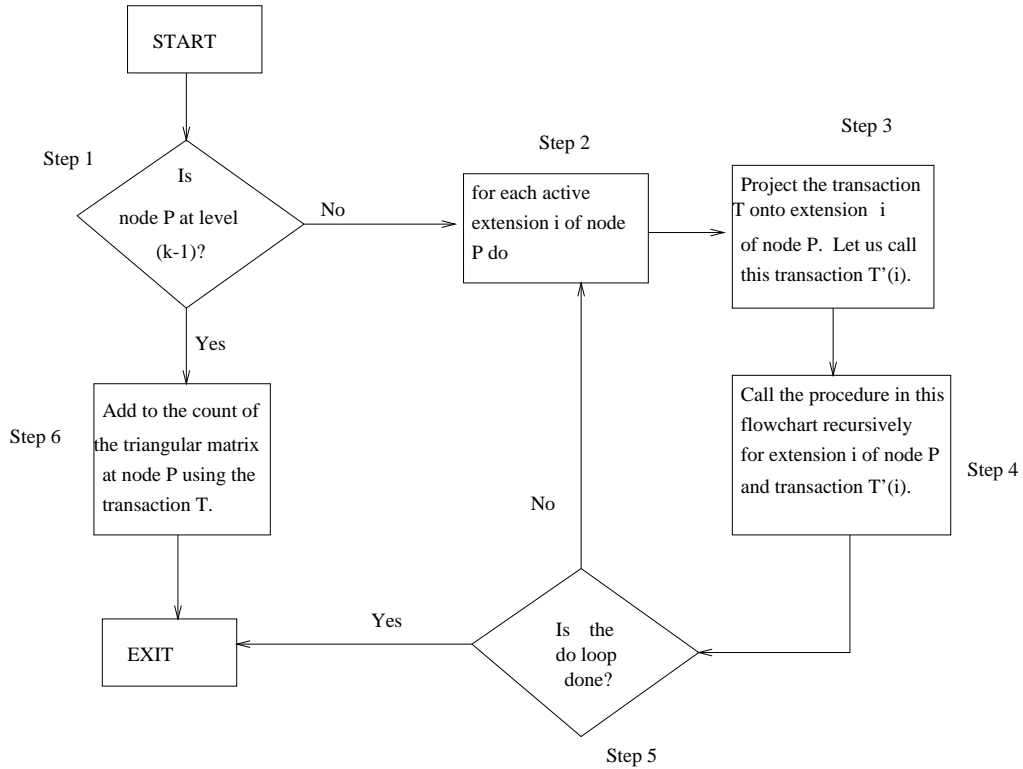 START
Step 1
Is
node P at level
(k-1)?
No
Step 2
for each active
extension i of node
P do
Step 3
Project the transaction
T onto extension i
of node P. Let us call
this transaction T'(i).
Yes
Step 6
Add to the count of
the triangular matrix
at node P using the
transaction T.
Call the procedure in this
flowchart recursively
for extension i of node P
and transaction T'(i).
Step 4
No
Yes
EXIT
Is the
do loop
done?
Step 5